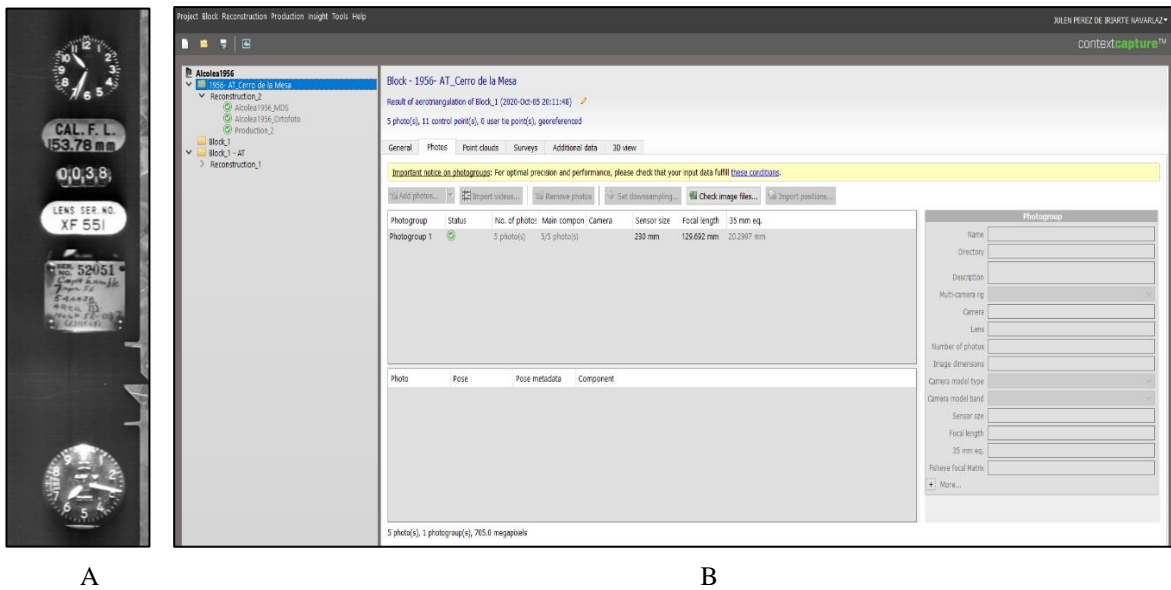 12
CAL. F. L.
153.78 mm
0038
LENS SER. NO.
XF 551
SER. NO. 52051
A
Project Block Reconstruction Production Insight Tools Help
JULEN PEREZ DE IRIARTE NAVARLAZ
contextcapture™
Alcolea1956
1956- AT_Cerro de la Mesa
Reconstruction_2
Alcolea1956_MDS
Alcolea1956_Ortofoto
Production_2
Block_1
Block_1 - AT
Reconstruction_1
Block - 1956- AT_Cerro de la Mesa
Result of aerotriangulation of Block_1 (2020-Oct-05 20:11:48)
5 photo(s), 11 control point(s), 0 user tie point(s), georeferenced
General Photos Point clouds Surveys Additional data 3D view
Important notice on photogroups: For optimal precision and performance, please check that your input data fulfill these conditions.
Add photos... Import videos... Remove photos Set downsampling... Check image files... Import positions...
Photogroup Status No. of photos Main compon Camera Sensor size Focal length 35 mm eq.
Photogroup 1 5 photo(s) 5/5 photo(s) 230 mm 129.692 mm 20.2997 mm
Photo Pose Pose metadata Component
5 photo(s), 1 photogroup(s), 705.0 megapixels
Photogroup
Name
Directory
Description
Multi-camera rig
Camera
Lens
Number of photos
Image dimensions
Camera model type
Camera model band
Sensor size
Focal length
35 mm eq.
Fisheye focal Matrix
+ More...
B